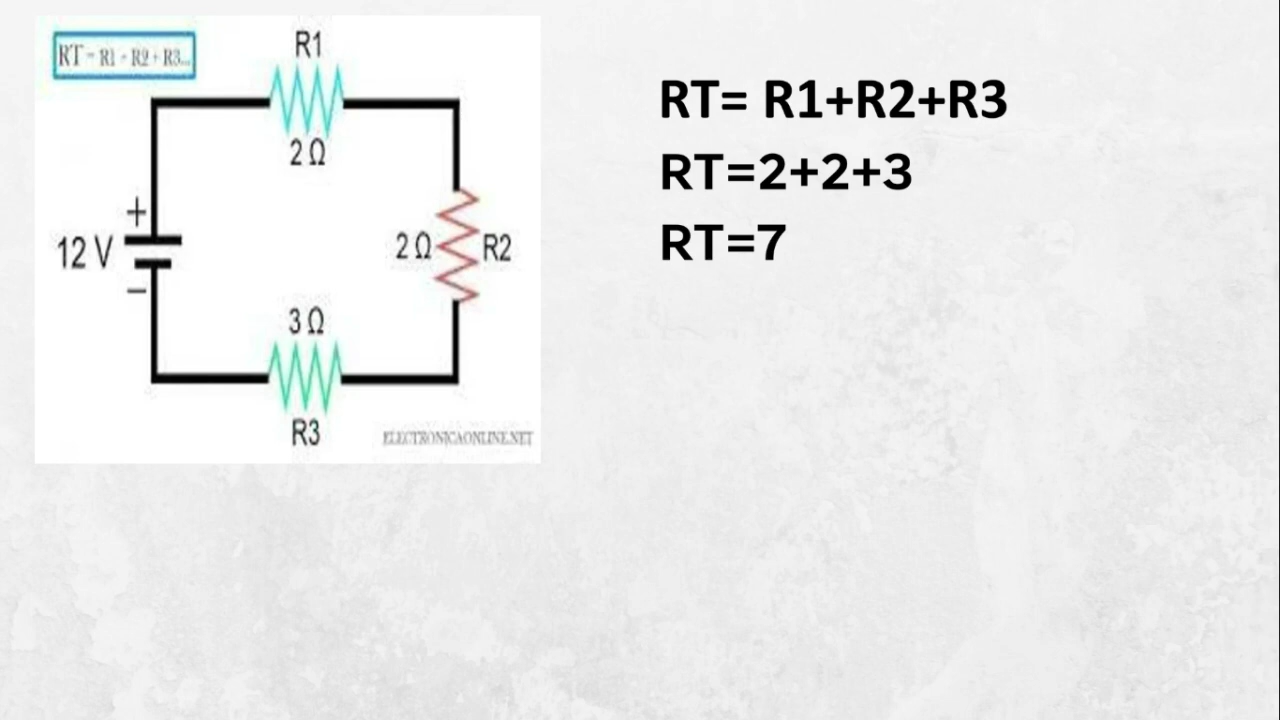 RT = R1 + R2 + R3...
R1
2 Ω
+
12 V
−
2 Ω
R2
3 Ω
R3
ELECTRONICAONLINE.NET
RT= R1+R2+R3
RT=2+2+3
RT=7